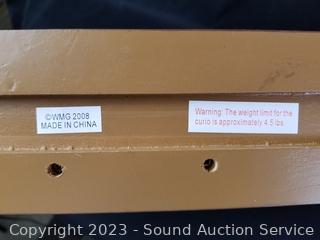 ©WMG 2008
MADE IN CHINA
Warning: The weight limit for the
curio is approximately 4.5 lbs.
Copyright 2023 - Sound Auction Service